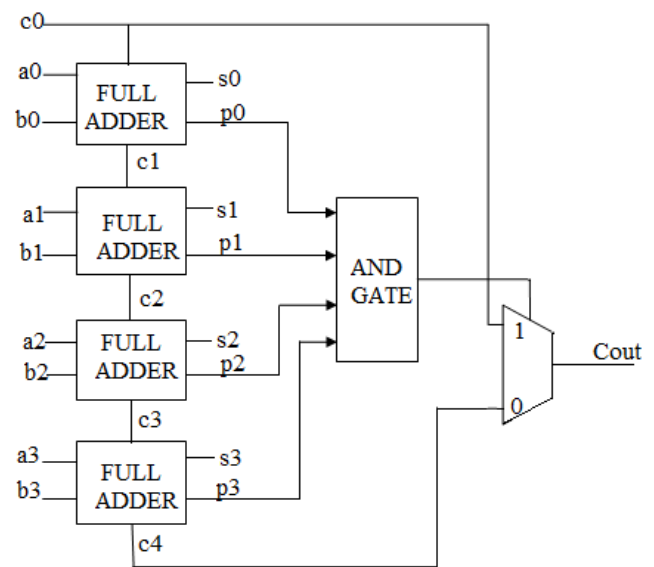 c0
a0
FULL
ADDER
s0
b0
p0
c1
a1
FULL
ADDER
s1
b1
p1
AND
GATE
c2
a2
FULL
ADDER
s2
b2
p2
1
Cout
0
c3
a3
FULL
ADDER
s3
b3
p3
c4